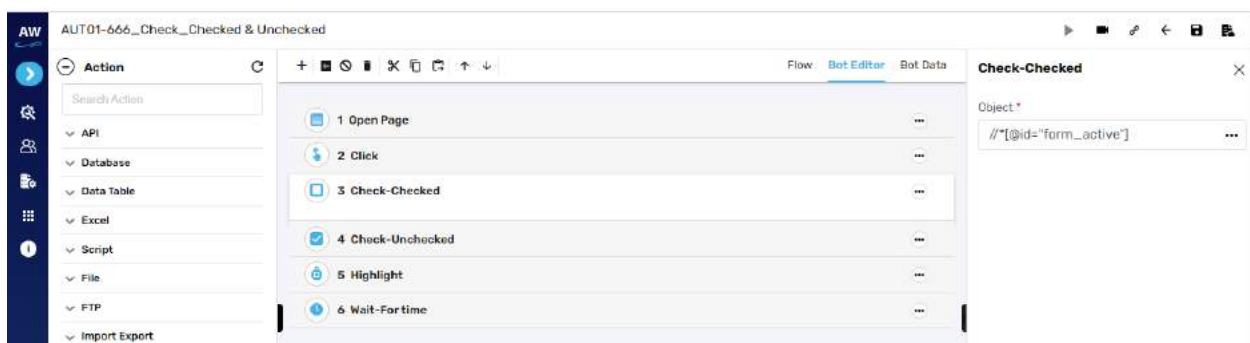 AW
AUT01-666_Check_Checked & Unchecked
Action
Search Action
API
Database
Data Table
Excel
Script
File
FTP
Import Export
Flow Bot Editor Bot Data
1 Open Page
2 Click
3 Check-Checked
4 Check-Unchecked
5 Highlight
6 Wait-For time
Check-Checked
Object *
//*[@id="form_active"]